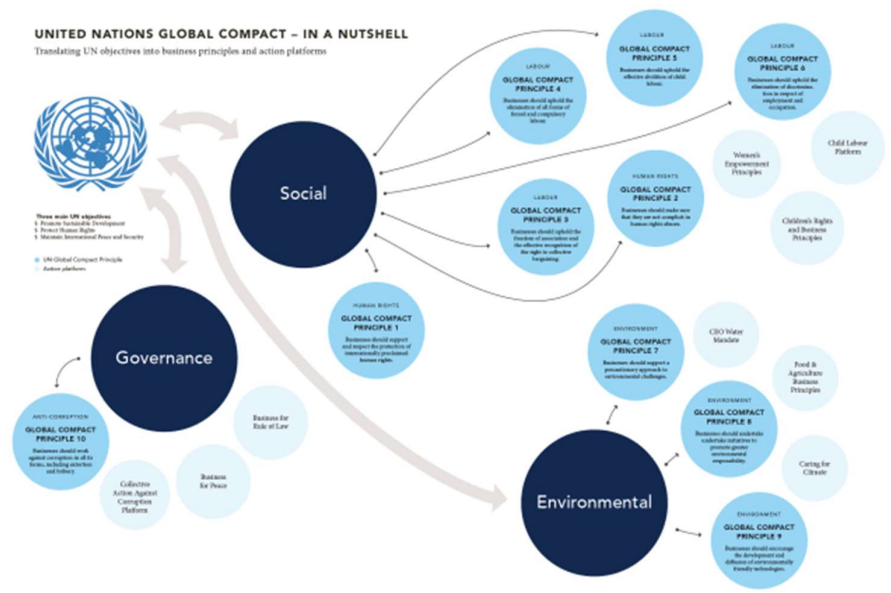 UNITED NATIONS GLOBAL COMPACT – IN A NUTSHELL
Translating UN objectives into business principles and action platforms
Three main UN objectives
1. Promote Sustainable Development
2. Protect Human Rights
3. Maintain International Peace and Security
UN Global Compact Principle
Action platform
Social
LABOUR
GLOBAL COMPACT
PRINCIPLE 4
Businesses should uphold the
elimination of all forms of
forced and compulsory
labour
LABOUR
GLOBAL COMPACT
PRINCIPLE 5
Businesses should uphold the
effective abolition of child
labour.
LABOUR
GLOBAL COMPACT
PRINCIPLE 6
Businesses should uphold the
elimination of discrimina-
tion in respect of
employment and
occupation.
LABOUR
GLOBAL COMPACT
PRINCIPLE 3
Businesses should uphold the
freedom of association and
the effective recognition of
the right to collective
bargaining.
HUMAN RIGHTS
GLOBAL COMPACT
PRINCIPLE 2
Businesses should make sure
that they are not complicit in
human rights abuses.
Women's
Empowerment
Principles
Child Labour
Platform
Children's Rights
and Business
Principles
HUMAN RIGHTS
GLOBAL COMPACT
PRINCIPLE 1
Businesses should support
and respect the protection of
internationally proclaimed
human rights.
Governance
ANTI-CORRUPTION
GLOBAL COMPACT
PRINCIPLE 10
Businesses should work
against corruption in all its
forms, including extortion
and bribery.
Collective
Action Against
Corruption
Platform
Business
for Peace
Business for
Rule of Law
Environmental
ENVIRONMENT
GLOBAL COMPACT
PRINCIPLE 7
Businesses should support a
precautionary approach to
environmental challenges.
CEO Water
Mandate
Food &
Agriculture
Business
Principles
ENVIRONMENT
GLOBAL COMPACT
PRINCIPLE 8
Businesses should undertake
undertake initiatives to
promote greater
environmental
responsibility.
Caring for
Climate
ENVIRONMENT
GLOBAL COMPACT
PRINCIPLE 9
Businesses should encourage
the development and
diffusion of environmentally
friendly technologies.